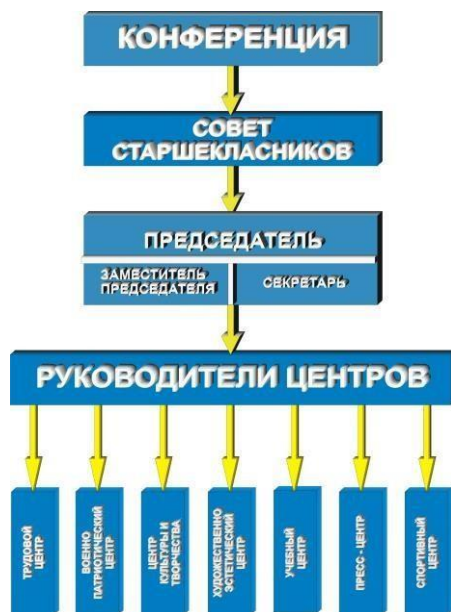 КОНФЕРЕНЦИЯ
СОВЕТ
СТАРШЕКЛАСНИКОВ
ПРЕДСЕДАТЕЛЬ
ЗАМЕСТИТЕЛЬ
ПРЕДСЕДАТЕЛЯ
СЕКРЕТАРЬ
РУКОВОДИТЕЛИ ЦЕНТРОВ
ТРУДОВОЙ
ЦЕНТР
ВОЕННО
ПАТРИОТИЧЕСКИЙ
ЦЕНТР
ЦЕНТР
КУЛЬТУРЫ И
ТВОРЧЕСТВА
ХУДОЖЕСТВЕННО
ЭСТЕТИЧЕСКИЙ
ЦЕНТР
УЧЕБНЫЙ
ЦЕНТР
ПРЕСС - ЦЕНТР
СПОРТИВНЫЙ
ЦЕНТР